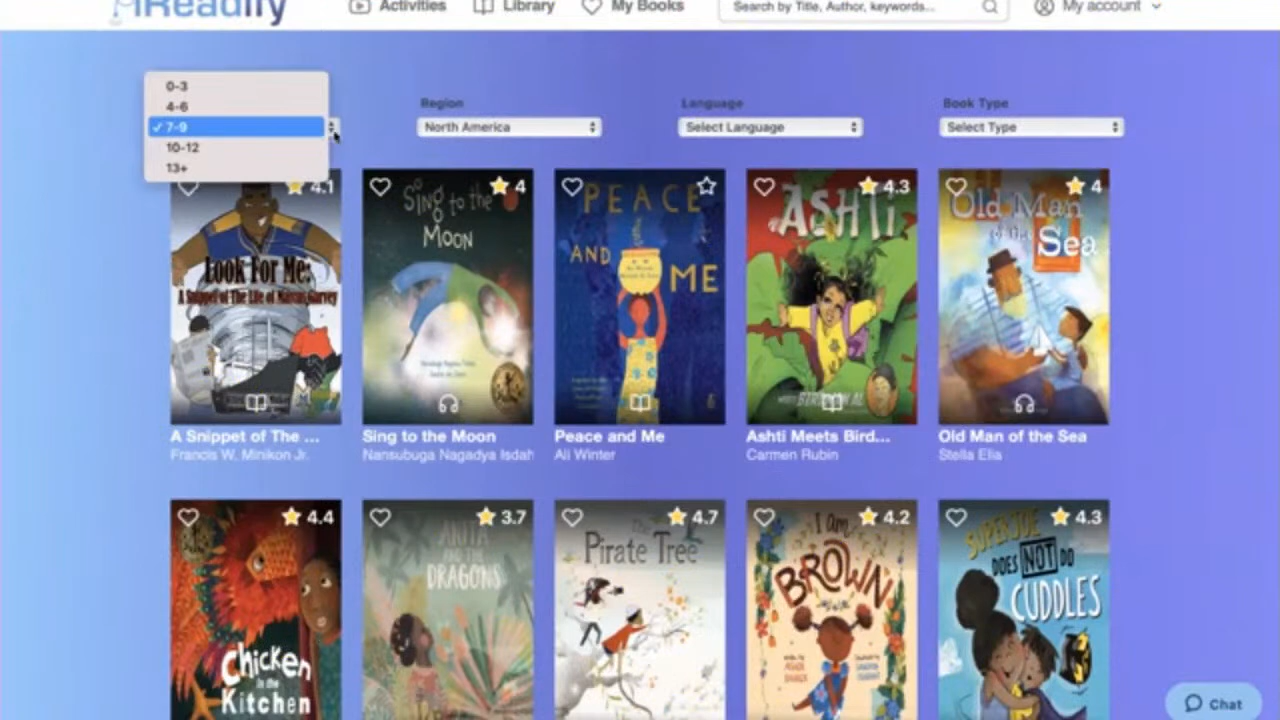 iReadify
Activities
Library
My Books
Search by Title, Author, keywords...
My account
0-3
4-6
✓ 7-9
10-12
13+
Region
North America
Language
Select Language
Book Type
Select Type
4.1
Look For Me:
A Snippet of The Life of Marcus Garvey
A Snippet of The ...
Francis W. Minikon Jr.
4
Sing to the
Moon
Sing to the Moon
Nansubuga Nagadya Isdah
PEACE
AND
ME
Peace and Me
Ali Winter
4.3
ASHTI
Ashti Meets Bird...
Carmen Rubin
4
Old Man
of the
Sea
Old Man of the Sea
Stella Elia
4.4
Chicken
in the
Kitchen
3.7
ANITA
AND THE
DRAGONS
4.7
The
Pirate Tree
4.2
I am
BROWN
4.3
SUPERJOE
DOES NOT DO
CUDDLES
Chat